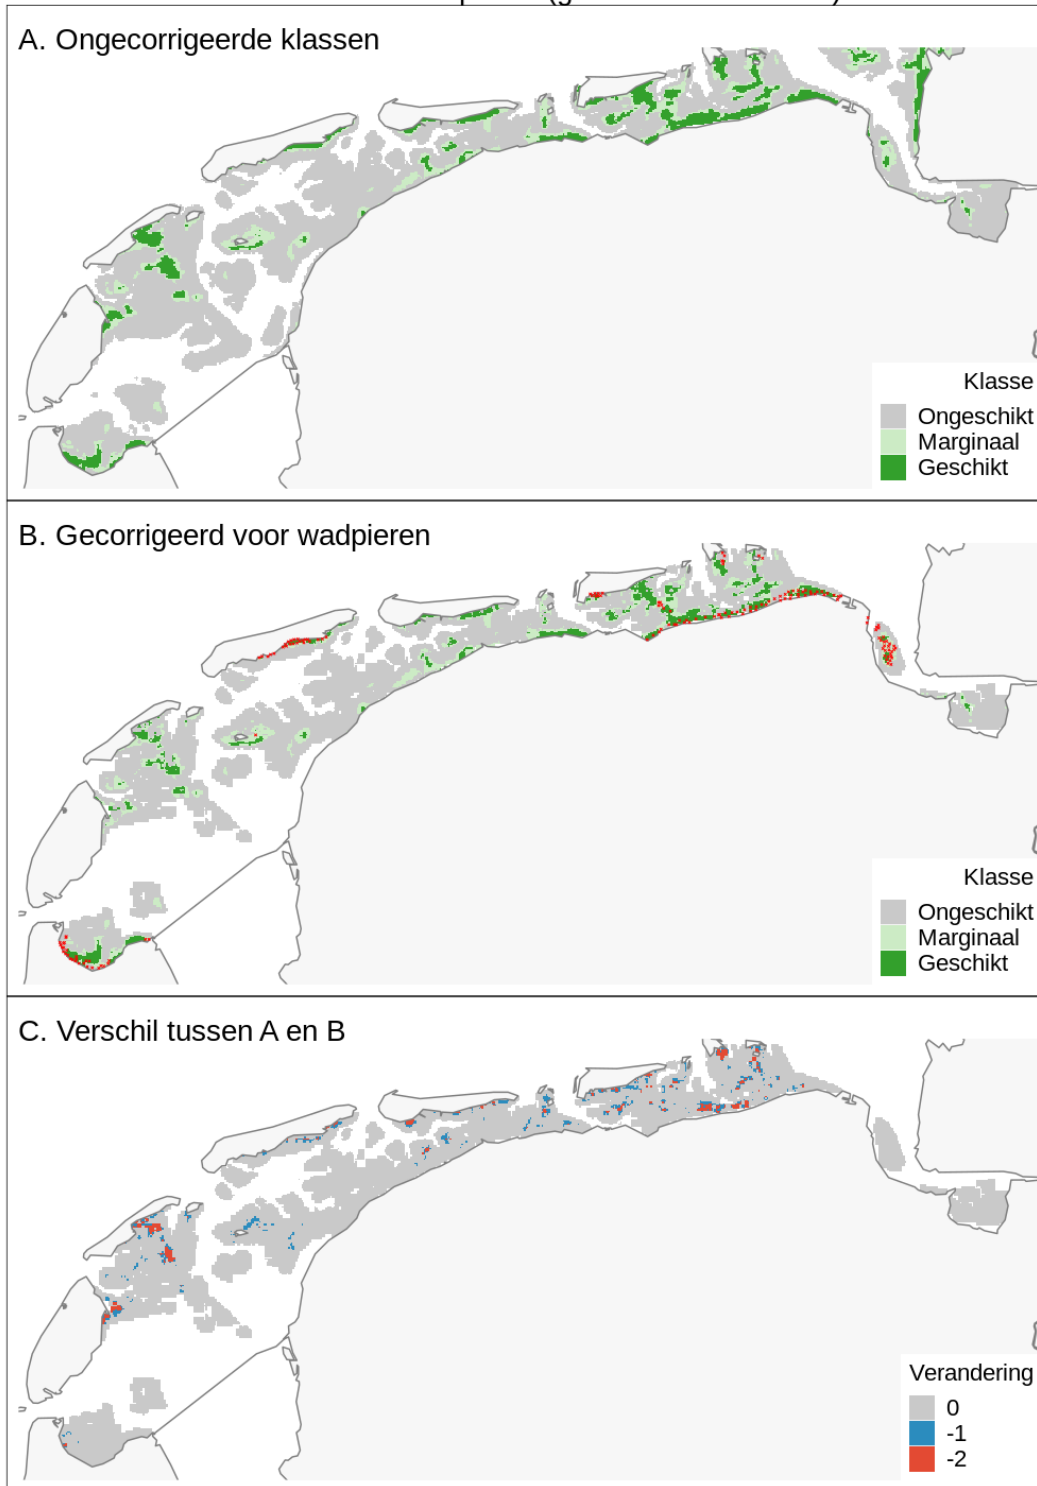 A. Ongecorrigeerde klassen
Klasse
Ongeschikt
Marginaal
Geschikt
B. Gecorrigeerd voor wadpieren
Klasse
Ongeschikt
Marginaal
Geschikt
C. Verschil tussen A en B
Verandering
0
-1
-2